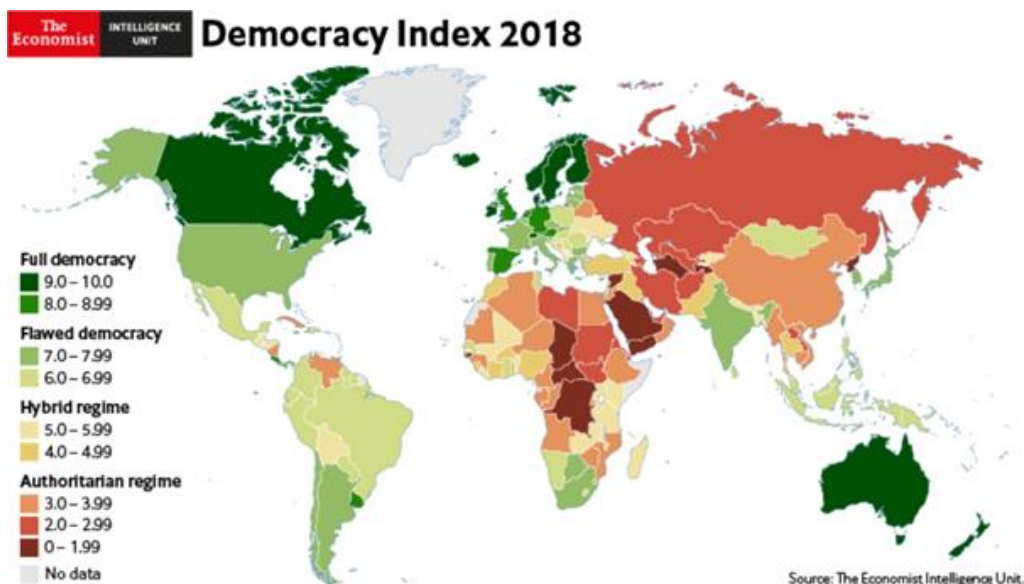 The
Economist
INTELLIGENCE
UNIT
Democracy Index 2018
Full democracy
9.0 – 10.0
8.0 – 8.99
Flawed democracy
7.0 – 7.99
6.0 – 6.99
Hybrid regime
5.0 – 5.99
4.0 – 4.99
Authoritarian regime
3.0 – 3.99
2.0 – 2.99
0 – 1.99
No data
Source: The Economist Intelligence Unit.